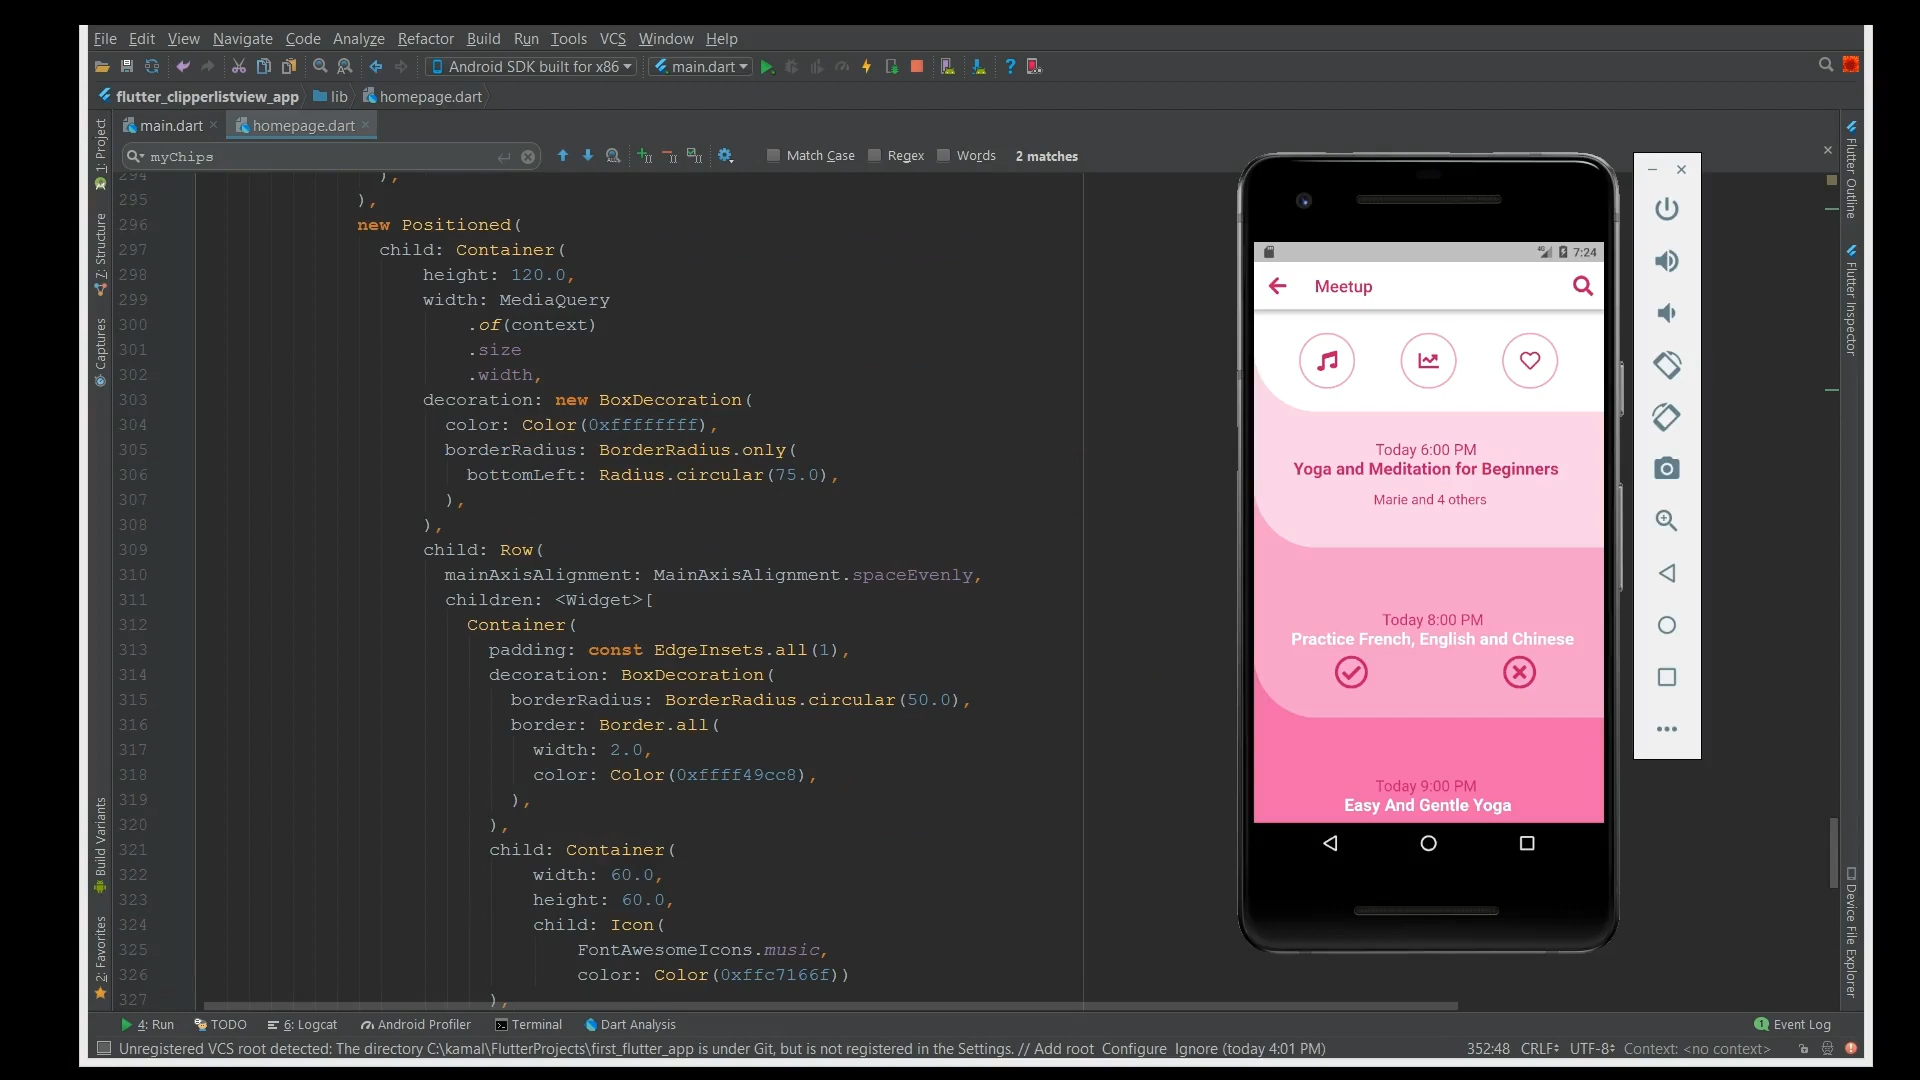 File Edit View Navigate Code Analyze Refactor Build Run Tools VCS Window Help
Android SDK built for x86 main.dart
flutter_clipperlistview_app lib homepage.dart
main.dart homepage.dart
myChips Match Case Regex Words 2 matches
294 ),
295 ),
296 new Positioned(
297 child: Container(
298 height: 120.0,
299 width: MediaQuery
300 .of(context)
301 .size
302 .width,
303 decoration: new BoxDecoration(
304 color: Color(0xffffffff),
305 borderRadius: BorderRadius.only(
306 bottomLeft: Radius.circular(75.0),
307 ),
308 ),
309 child: Row(
310 mainAxisAlignment: MainAxisAlignment.spaceEvenly,
311 children: <Widget>[
312 Container(
313 padding: const EdgeInsets.all(1),
314 decoration: BoxDecoration(
315 borderRadius: BorderRadius.circular(50.0),
316 border: Border.all(
317 width: 2.0,
318 color: Color(0xffff49cc8),
319 ),
320 ),
321 child: Container(
322 width: 60.0,
323 height: 60.0,
324 child: Icon(
325 FontAwesomeIcons.music,
326 color: Color(0xffc7166f))
327 ),
1: Project
7: Structure
Captures
Build Variants
2: Favorites
7:24
Meetup
Today 6:00 PM
Yoga and Meditation for Beginners
Marie and 4 others
Today 8:00 PM
Practice French, English and Chinese
Today 9:00 PM
Easy And Gentle Yoga
Flutter Outline
Flutter Inspector
Device File Explorer
4: Run TODO 6: Logcat Android Profiler Terminal Dart Analysis 1 Event Log
Unregistered VCS root detected: The directory C:\kamal\FlutterProjects\first_flutter_app is under Git, but is not registered in the Settings. // Add root Configure Ignore (today 4:01 PM) 352:48 CRLF UTF-8 Context: <no context>